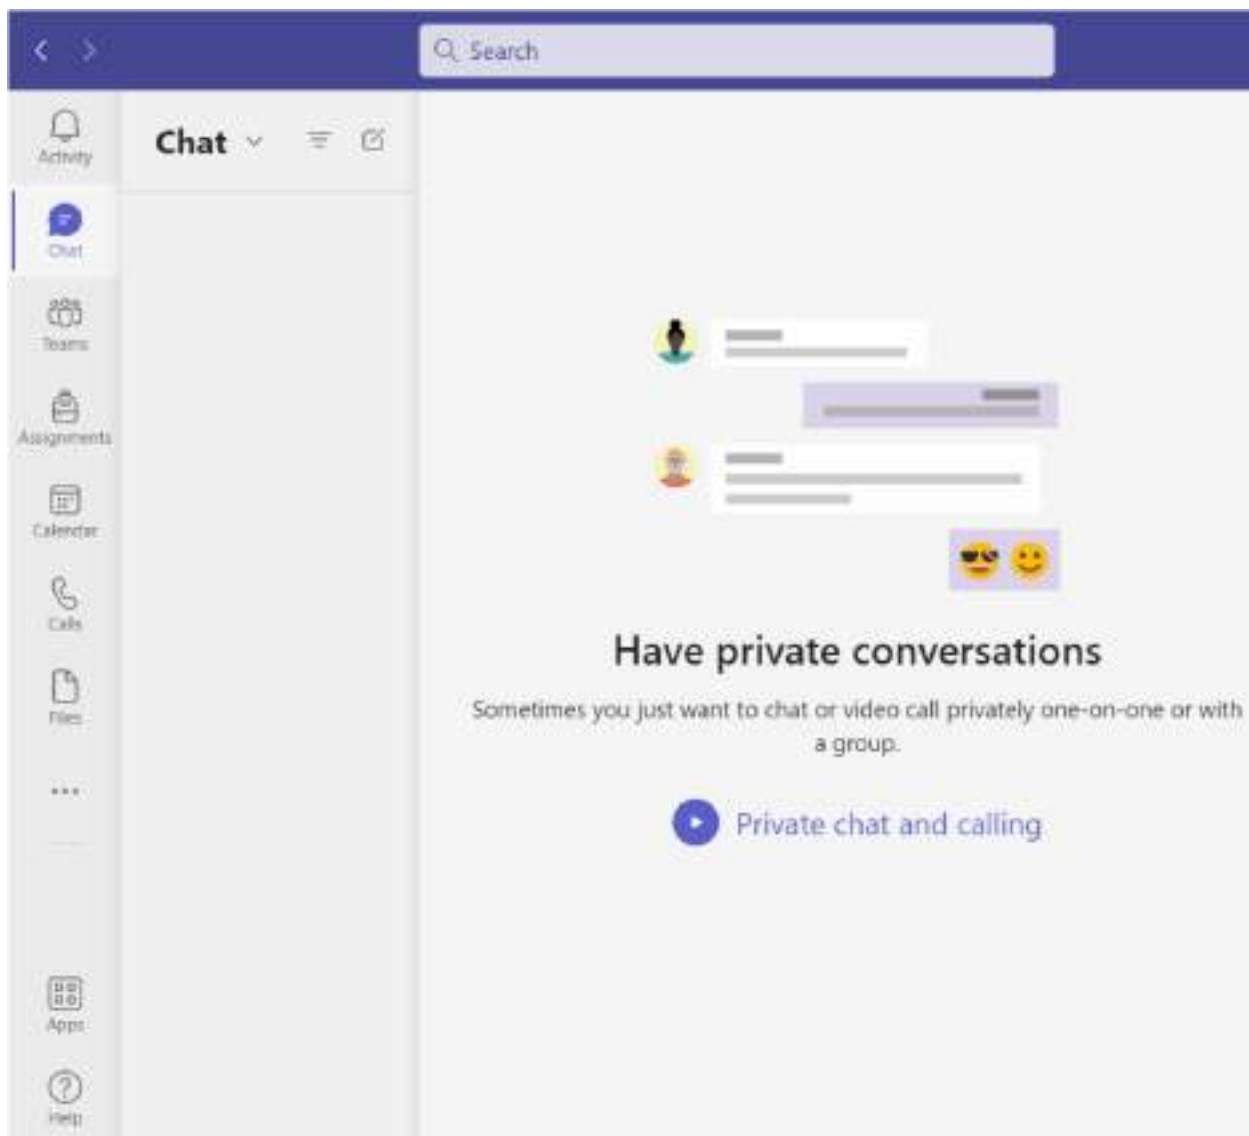 Search
Activity
Chat
Chat
Teams
Assignments
Calendar
Calls
Files
Have private conversations
Sometimes you just want to chat or video call privately one-on-one or with
a group.
Private chat and calling
Apps
Help